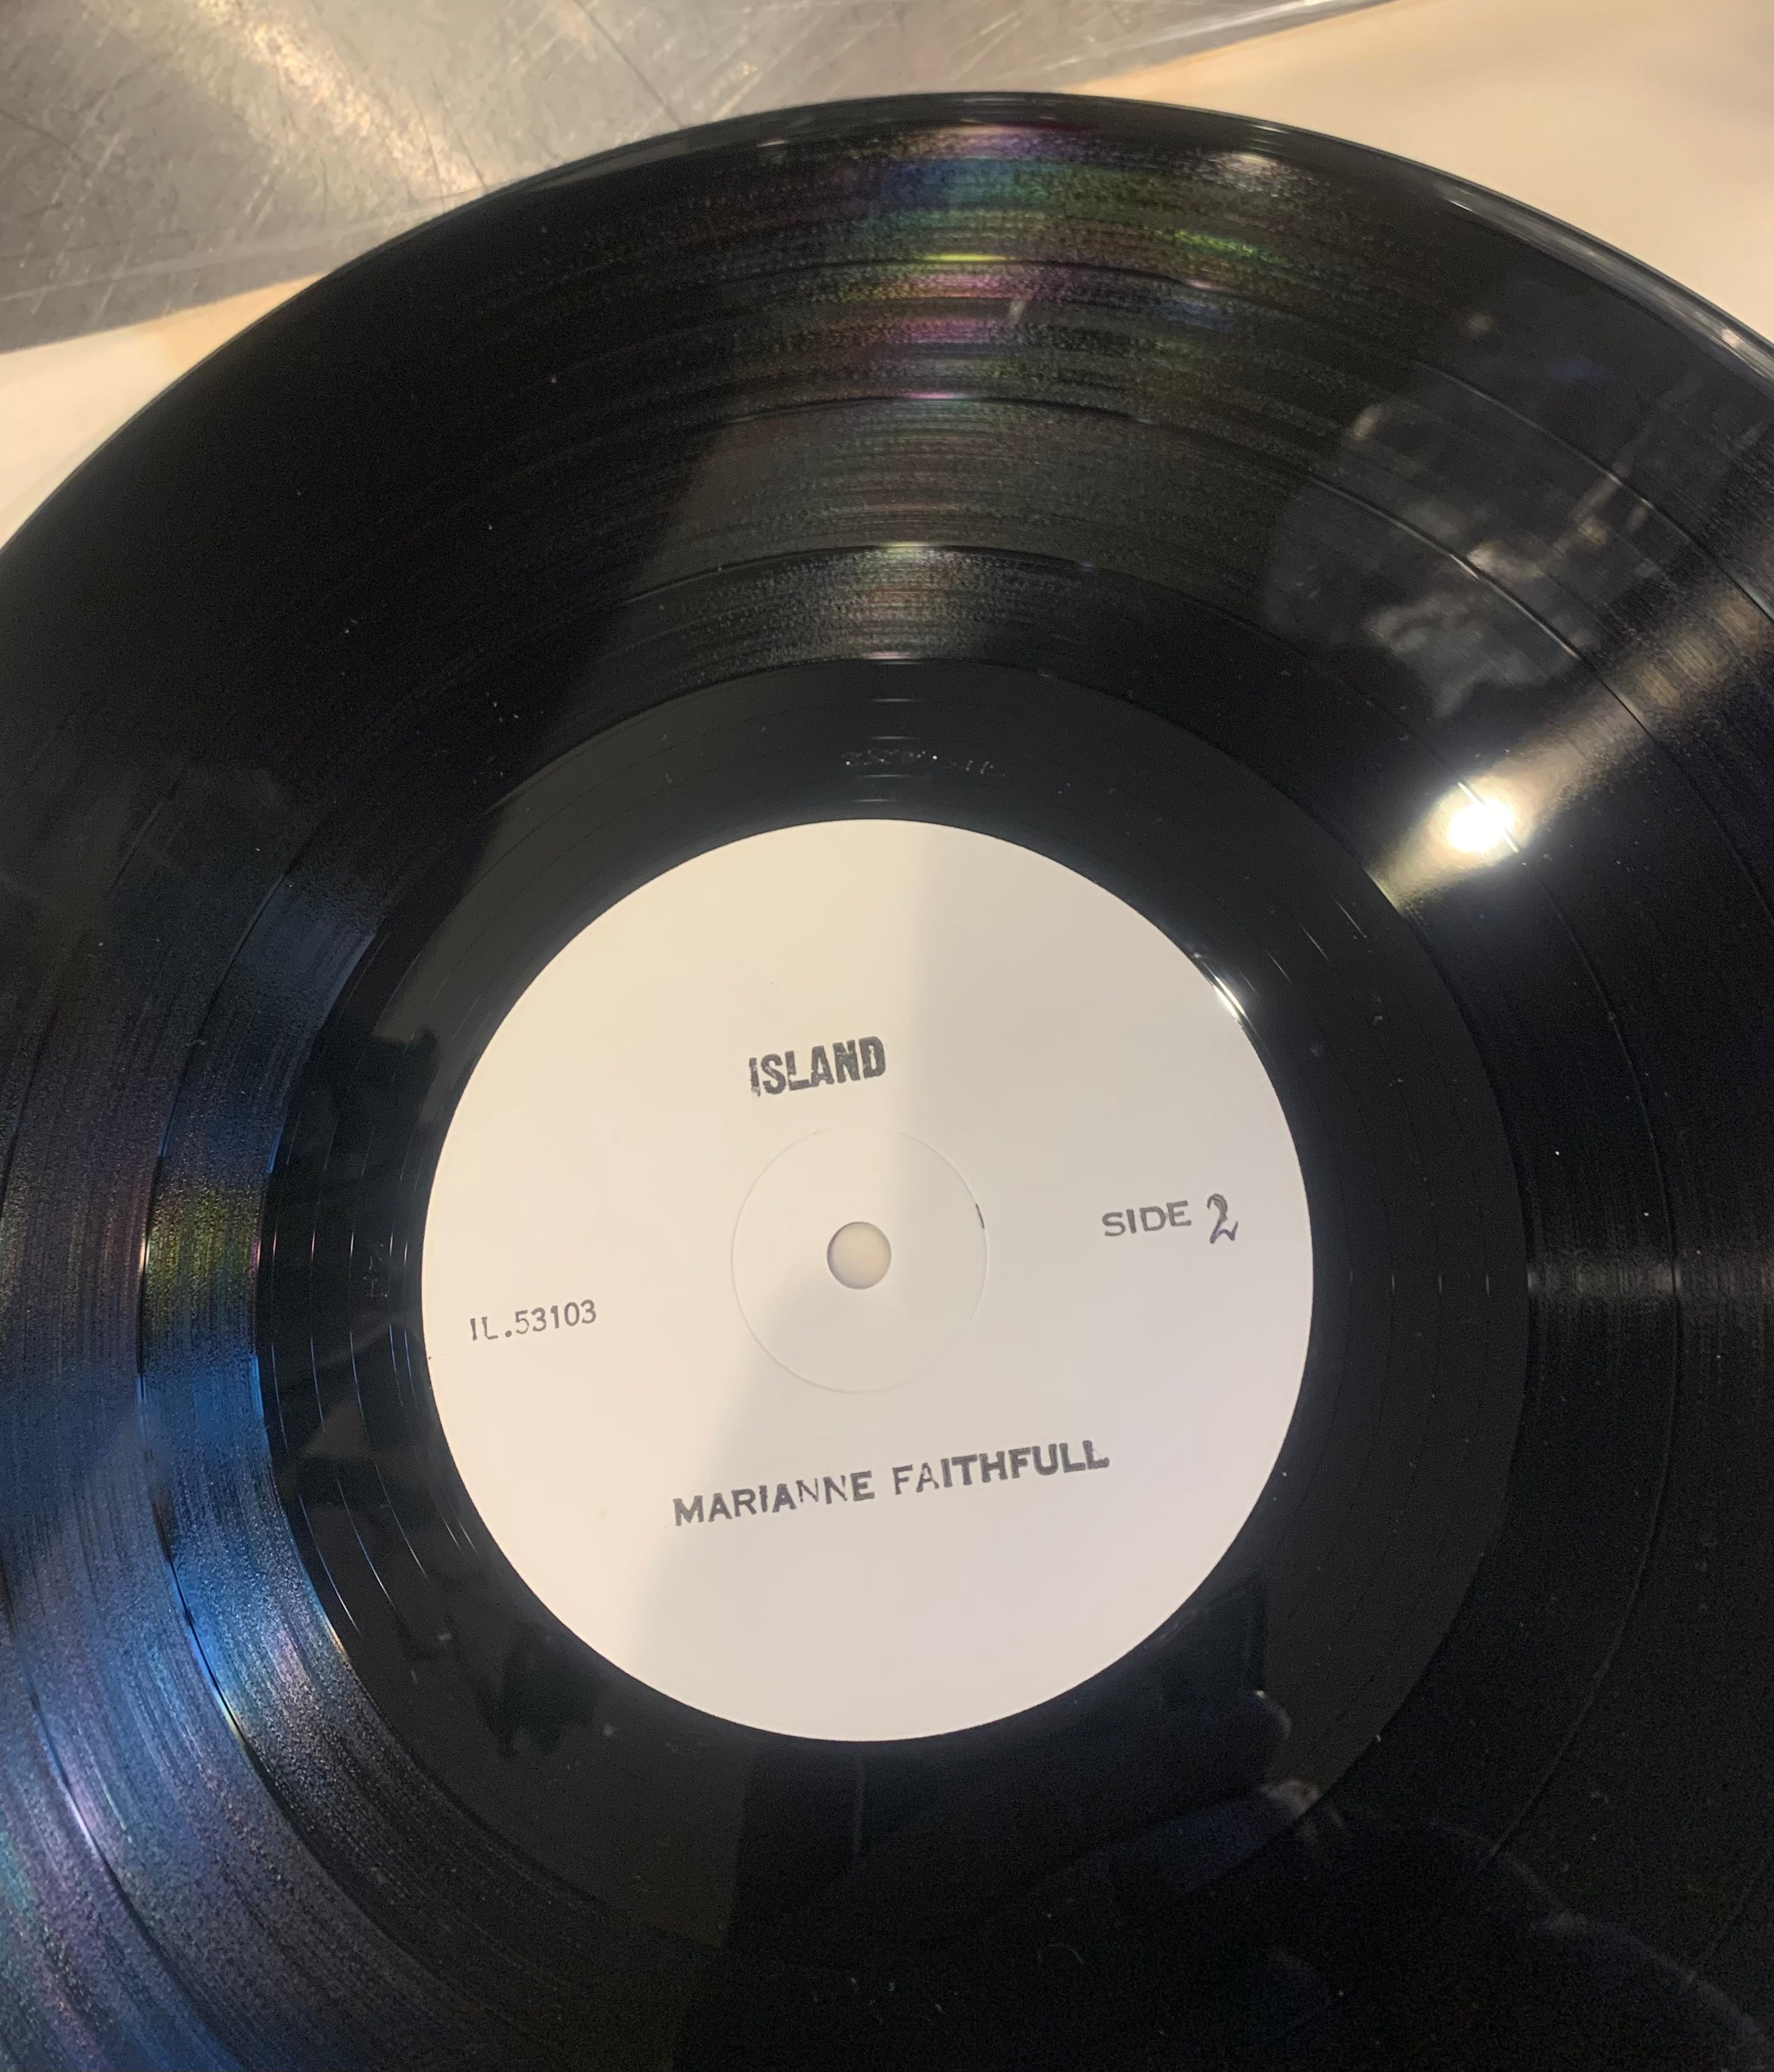 ISLAND
SIDE 2
IL.53103
MARIANNE FAITHFULL